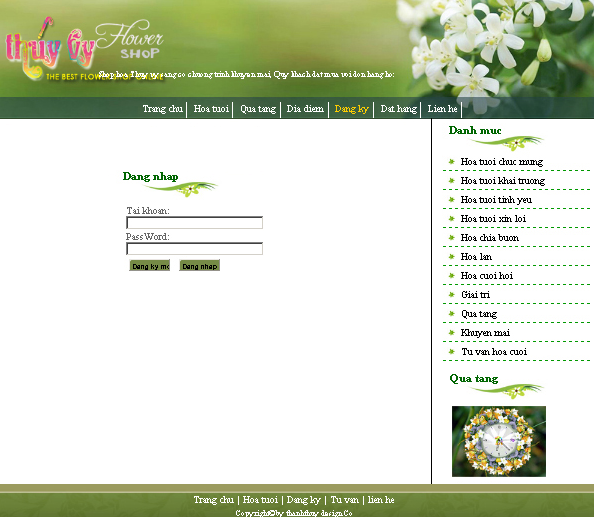 thuy Vy Flower
SHOP
THE BEST FLOWER
Shop hoa Thuy vy dang co chuong trinh khuyen mai, Quy khach dat mua voi don hang ho:
Trang chu
Hoa tuoi
Qua tang
Dia diem
Dang ky
Dat hang
Lien he
Dang nhap
Tai khoan:
PassWord:
Dang ky mo
Dang nhap
Danh muc
Hoa tuoi chuc mung
Hoa tuoi khai truong
Hoa tuoi tinh yeu
Hoa tuoi xin loi
Hoa chia buon
Hoa lan
Hoa cuoi hoi
Giai tri
Qua tang
Khuyen mai
Tu van hoa cuoi
Qua tang
Trang chu | Hoa tuoi | Dang ky | Tu van | lien he
Copyright©by thanhthuy design.Co